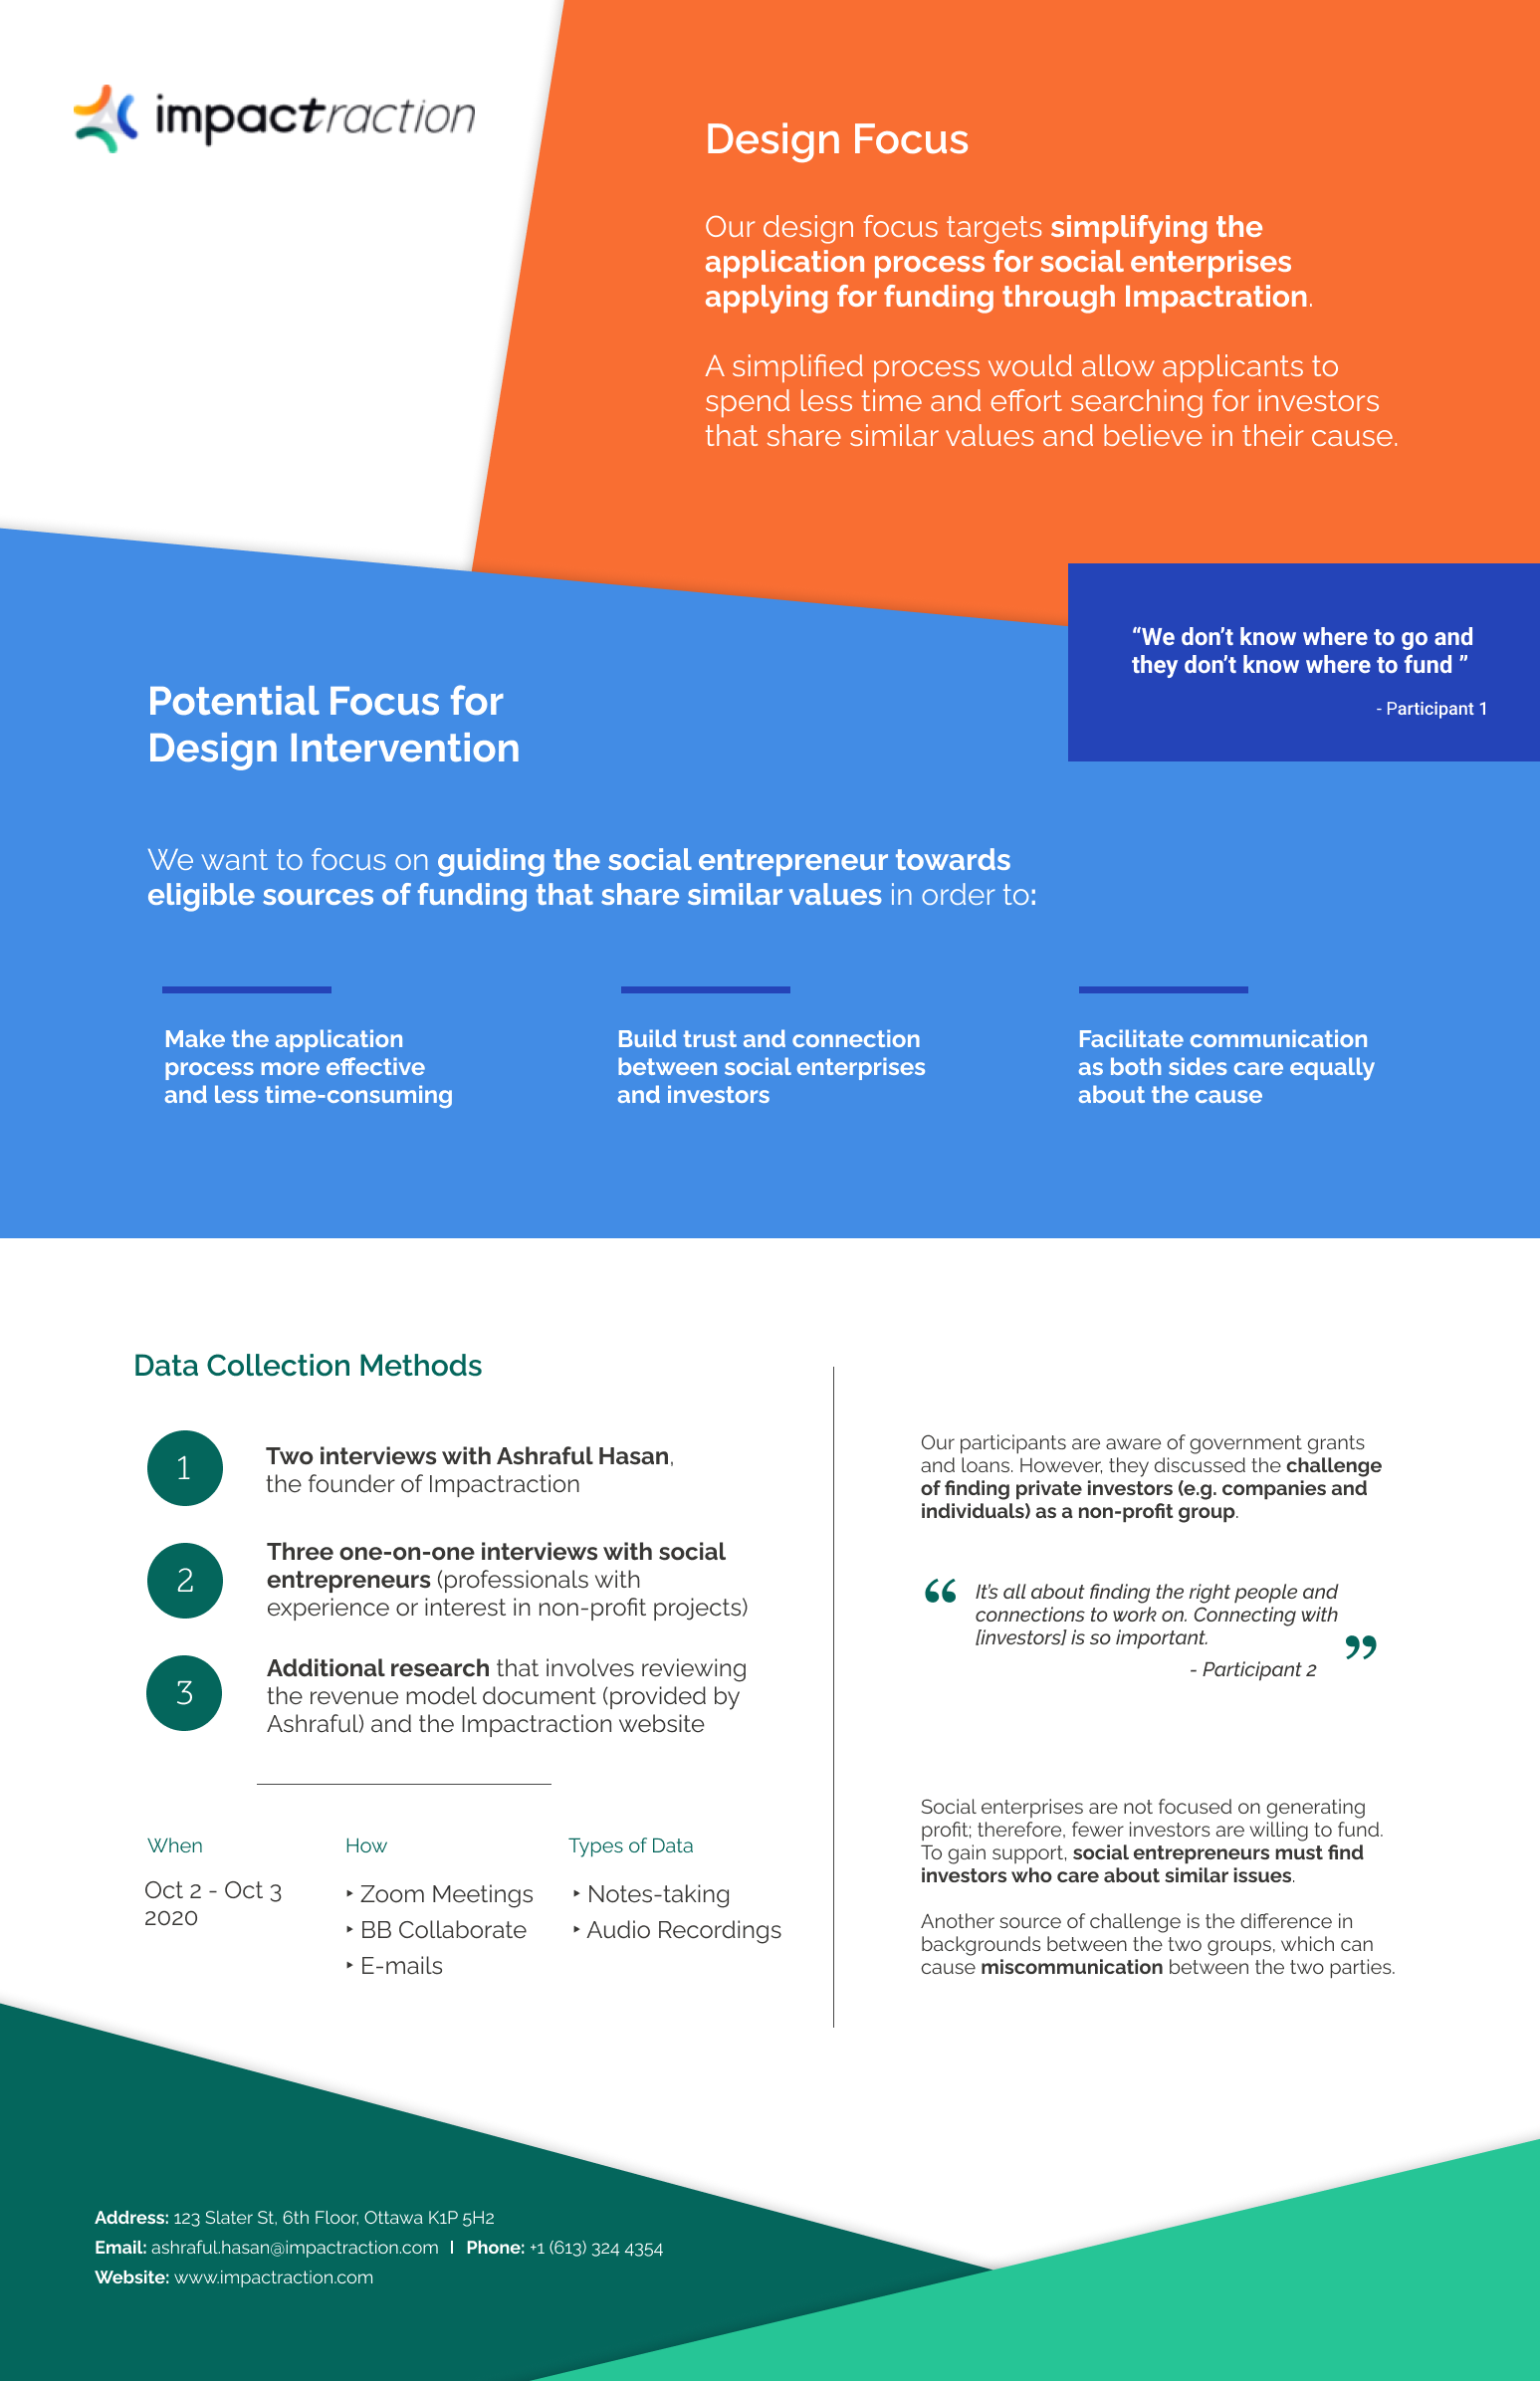 impactraction
Design Focus
Our design focus targets simplifying the
application process for social enterprises
applying for funding through Impactration.
A simplified process would allow applicants to
spend less time and effort searching for investors
that share similar values and believe in their cause.
“We don’t know where to go and
they don’t know where to fund ”
- Participant 1
Potential Focus for
Design Intervention
We want to focus on guiding the social entrepreneur towards
eligible sources of funding that share similar values in order to:
Make the application
process more effective
and less time-consuming
Build trust and connection
between social enterprises
and investors
Facilitate communication
as both sides care equally
about the cause
Data Collection Methods
1
Two interviews with Ashraful Hasan,
the founder of Impactraction
2
Three one-on-one interviews with social
entrepreneurs (professionals with
experience or interest in non-profit projects)
3
Additional research that involves reviewing
the revenue model document (provided by
Ashraful) and the Impactraction website
When
Oct 2 - Oct 3
2020
How
‣ Zoom Meetings
‣ BB Collaborate
‣ E-mails
Types of Data
‣ Notes-taking
‣ Audio Recordings
Our participants are aware of government grants
and loans. However, they discussed the challenge
of finding private investors (e.g. companies and
individuals) as a non-profit group.
“ It’s all about finding the right people and
connections to work on. Connecting with
[investors] is so important. ”
- Participant 2
Social enterprises are not focused on generating
profit; therefore, fewer investors are willing to fund.
To gain support, social entrepreneurs must find
investors who care about similar issues.
Another source of challenge is the difference in
backgrounds between the two groups, which can
cause miscommunication between the two parties.
Address: 123 Slater St, 6th Floor, Ottawa K1P 5H2
Email: ashraful.hasan@impactraction.com | Phone: +1 (613) 324 4354
Website: www.impactraction.com